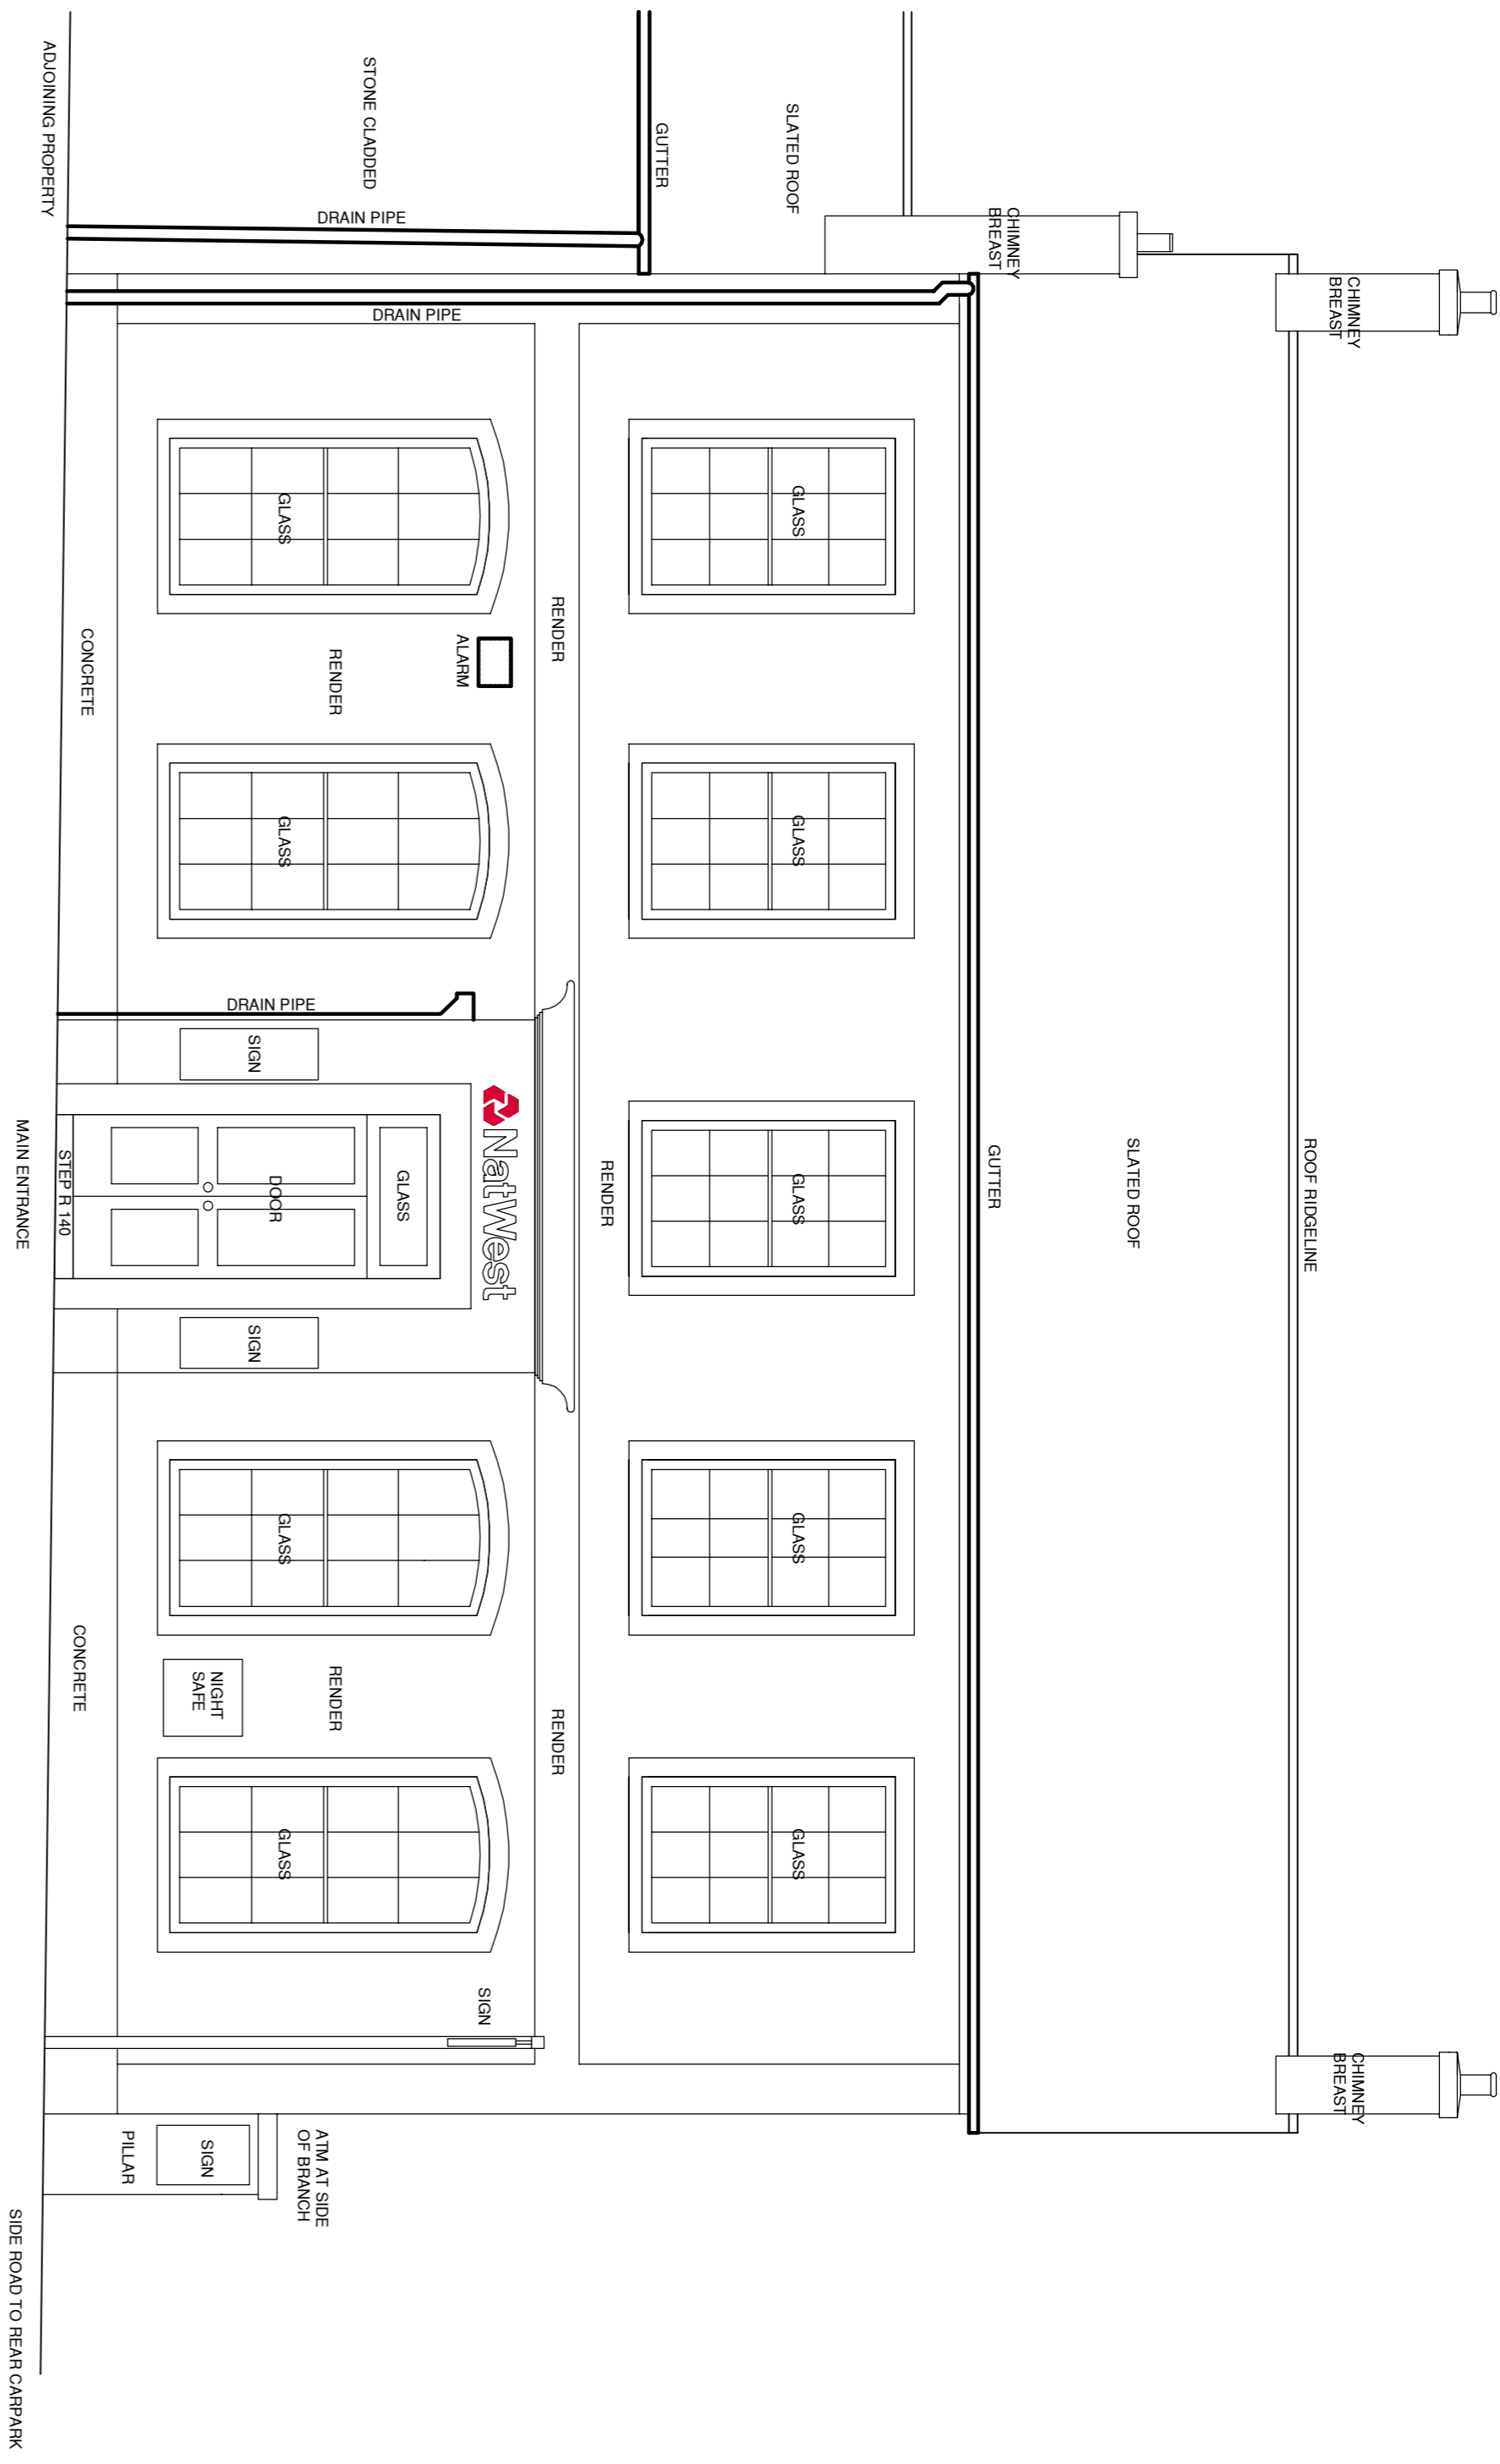 CHIMNEY
BREAST
CHIMNEY
BREAST
ROOF RIDGELINE
CHIMNEY
BREAST
SLATED ROOF
SLATED ROOF
GUTTER
GUTTER
GLASS
GLASS
GLASS
GLASS
GLASS
RENDER
RENDER
RENDER
STONE CLADDED
DRAIN PIPE
DRAIN PIPE
ALARM
NatWest
SIGN
GLASS
RENDER
GLASS
DRAIN PIPE
SIGN
GLASS
DOOR
SIGN
GLASS
RENDER
NIGHT
SAFE
GLASS
ATM AT SIDE
OF BRANCH
SIGN
PILLAR
CONCRETE
STEP R 140
CONCRETE
ADJOINING PROPERTY
MAIN ENTRANCE
SIDE ROAD TO REAR CARPARK